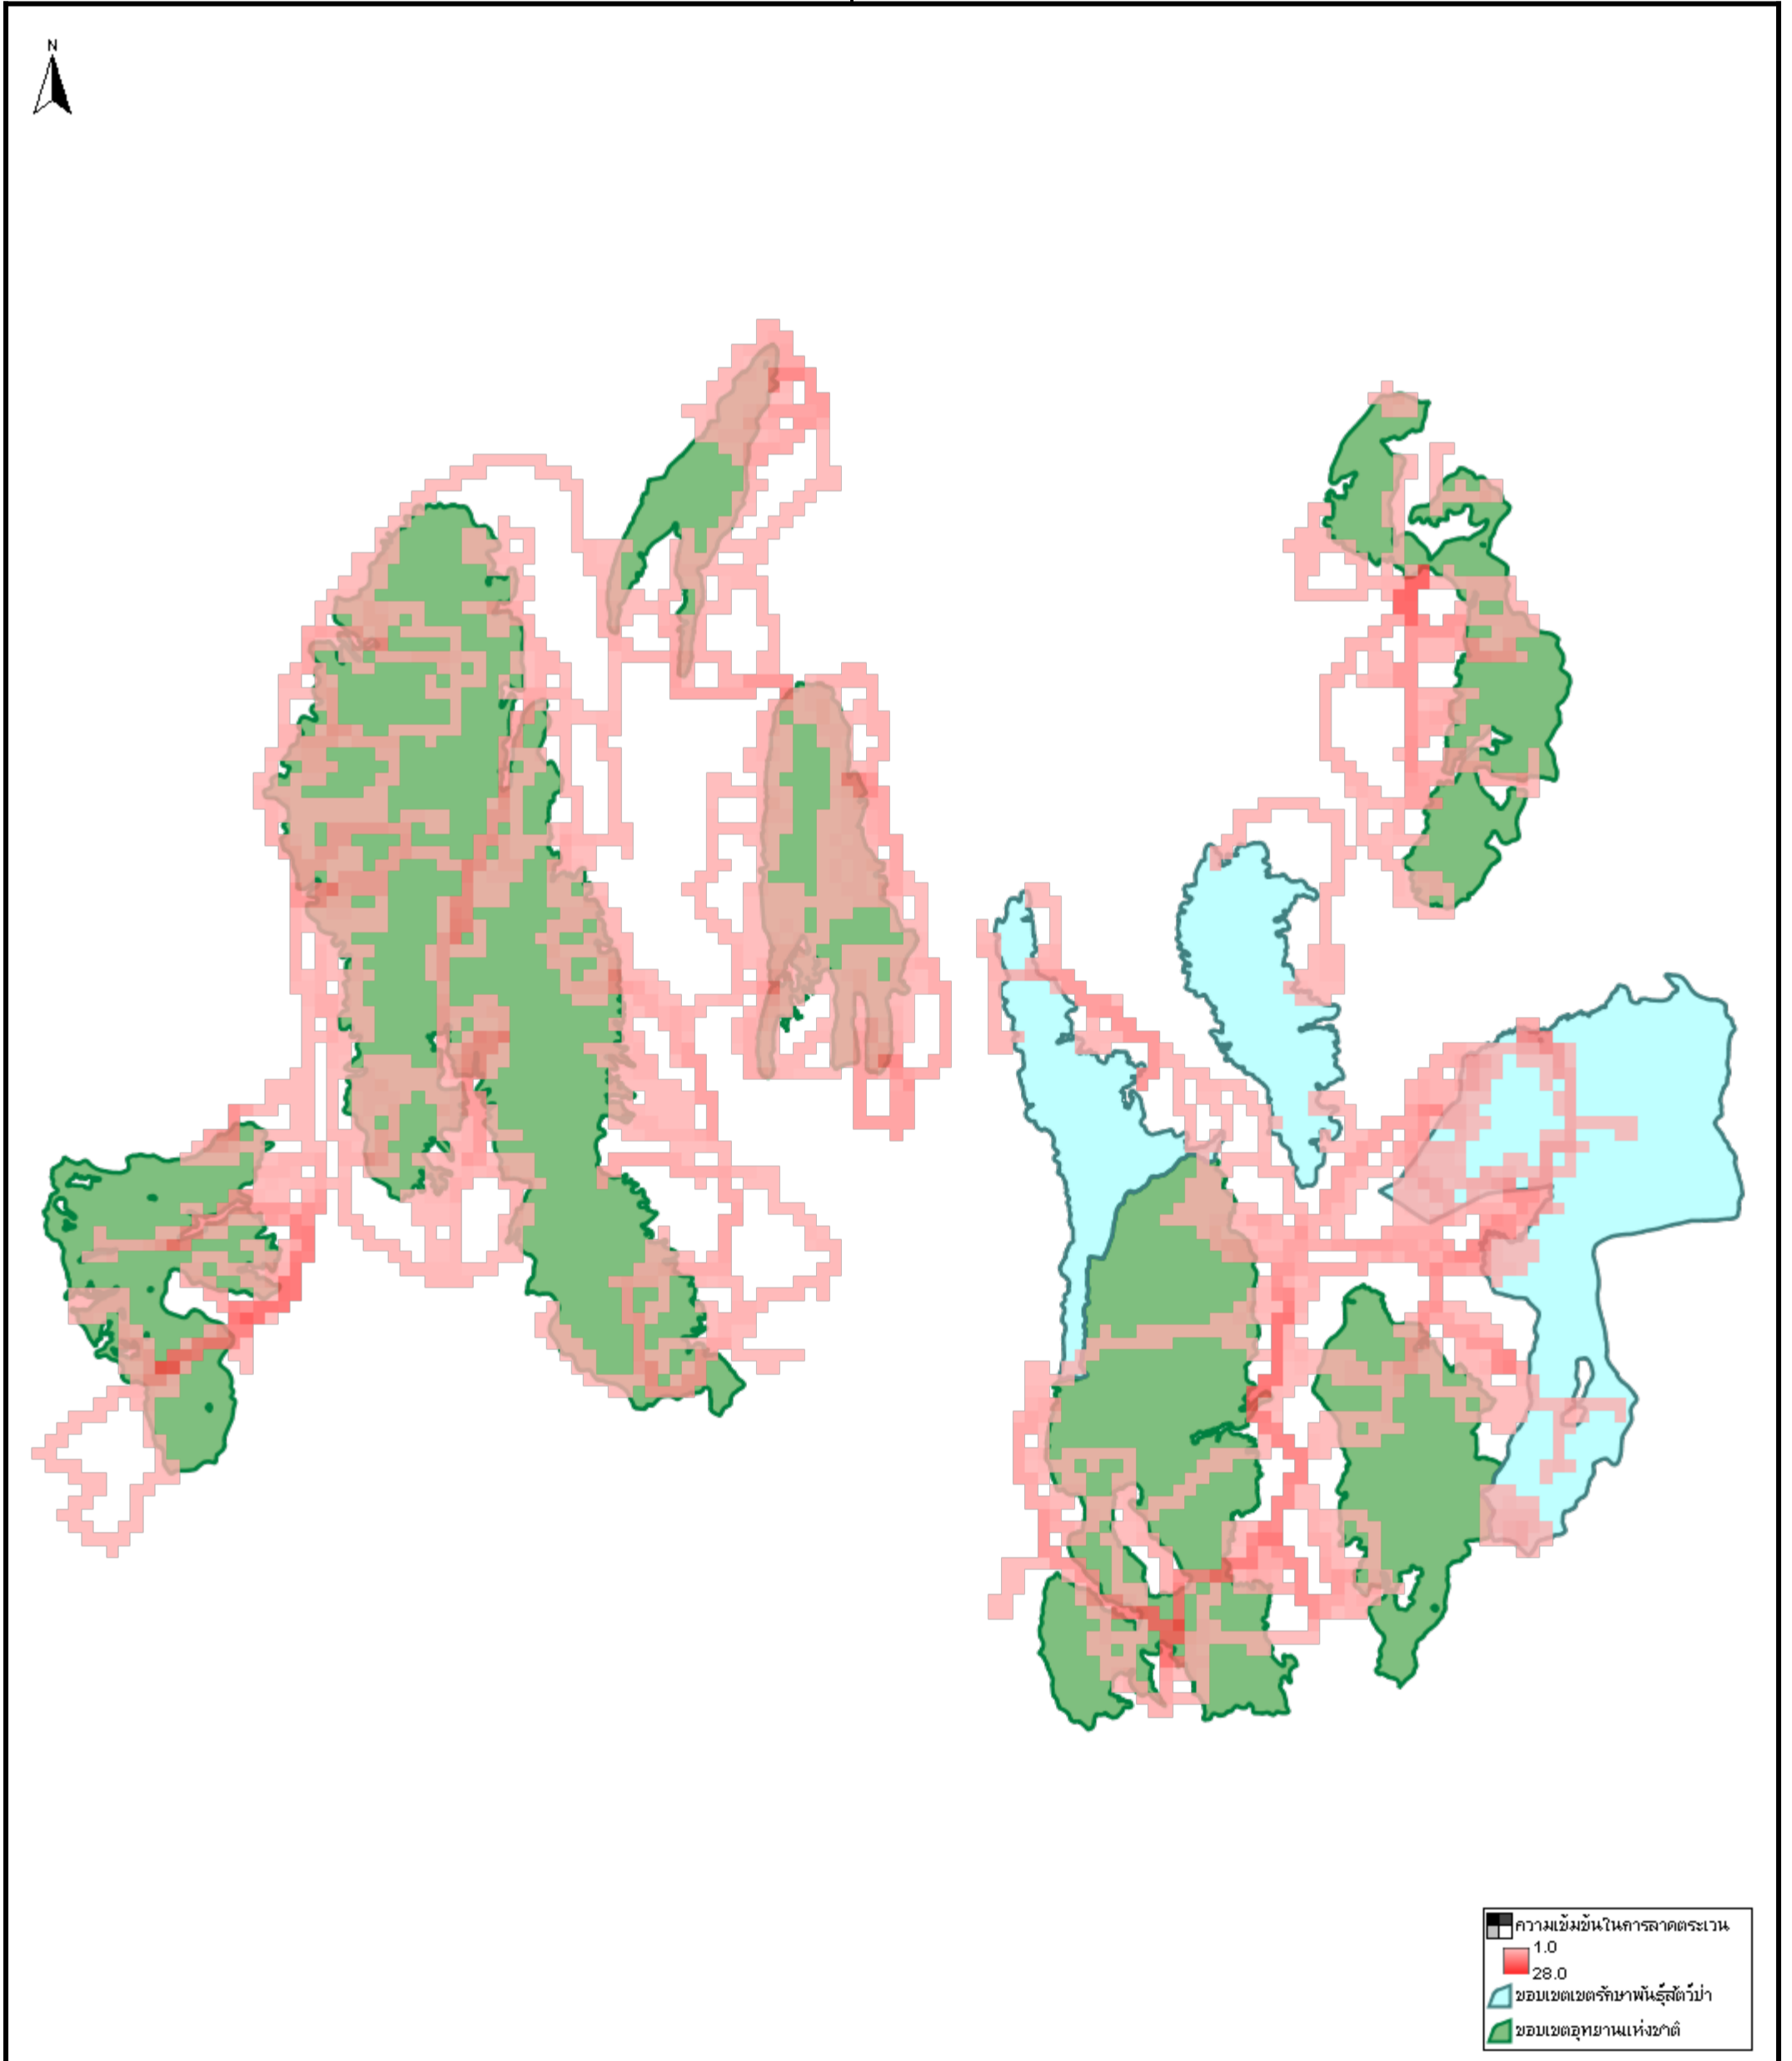 N
ความเข้มข้นในการลาดตระเวน
1.0
28.0
ขอบเขตเขตรักษาพันธุ์สัตว์ป่า
ขอบเขตอุทยานแห่งชาติ